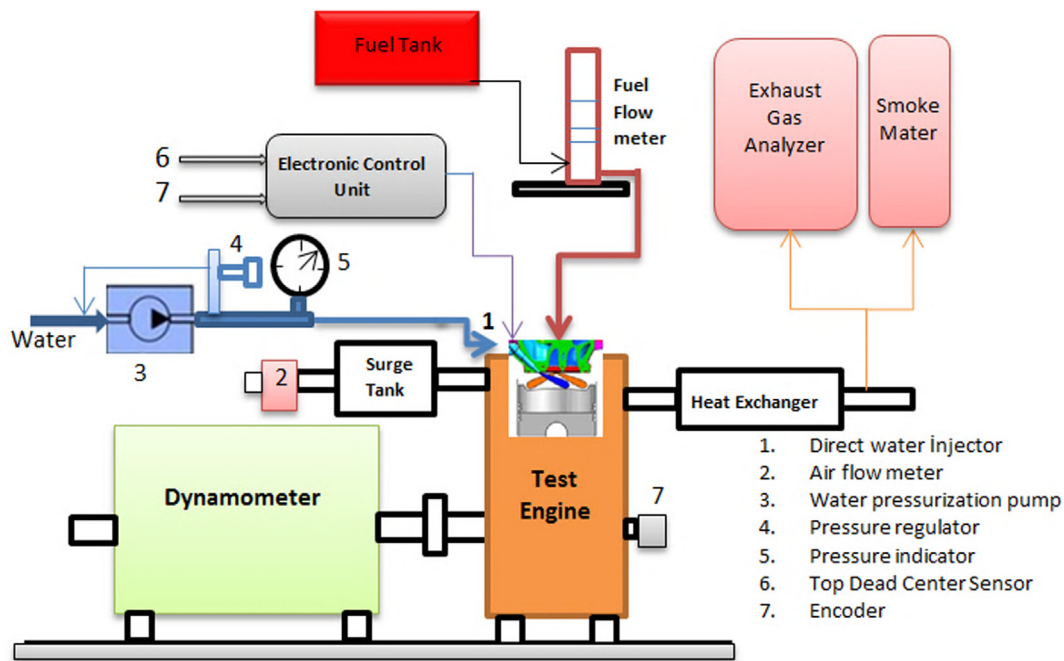 Fuel Tank
Fuel
Flow
meter
Exhaust
Gas
Analyzer
Smoke
Mater
6
7
Electronic Control
Unit
4
5
Water
3
1
2
Surge
Tank
Heat Exchanger
Dynamometer
Test
Engine
7
1. Direct water İnjector
2. Air flow meter
3. Water pressurization pump
4. Pressure regulator
5. Pressure indicator
6. Top Dead Center Sensor
7. Encoder